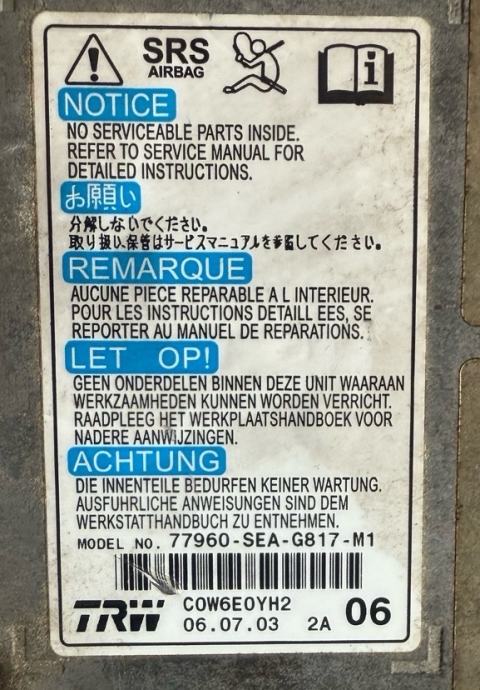 SRS
AIRBAG
NOTICE
NO SERVICEABLE PARTS INSIDE.
REFER TO SERVICE MANUAL FOR
DETAILED INSTRUCTIONS.
お願い
分解しないでください。
取り扱い、保管はサービスマニュアルを参照してください。
REMARQUE
AUCUNE PIECE REPARABLE A L INTERIEUR.
POUR LES INSTRUCTIONS DETAILL EES, SE
REPORTER AU MANUEL DE REPARATIONS.
LET OP!
GEEN ONDERDELEN BINNEN DEZE UNIT WAARAAN
WERKZAAMHEDEN KUNNEN WORDEN VERRICHT.
RAADPLEEG HET WERKPLAATSHANDBOEK VOOR
NADERE AANWIJZINGEN.
ACHTUNG
DIE INNENTEILE BEDURFEN KEINER WARTUNG.
AUSFUHRLICHE ANWEISUNGEN SIND DEM
WERKSTATTHANDBUCH ZU ENTNEHMEN.
MODEL NO. 77960-SEA-G817-M1
TRW C0W6E0YH2
06.07.03 2A 06